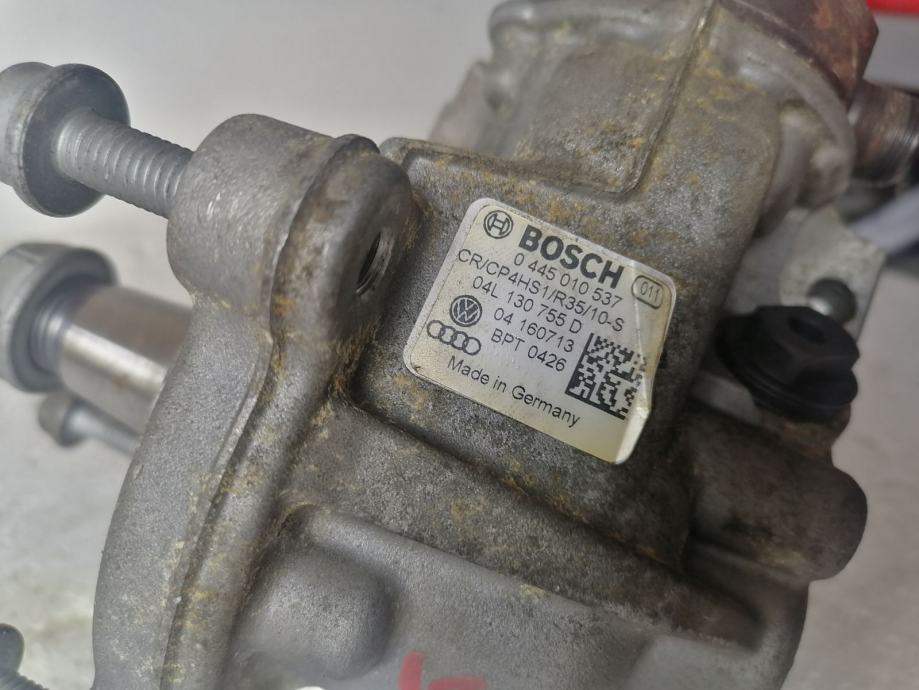 BOSCH
0 445 010 537
011
CR/CP4HS1/R35/10-S
04L 130 755 D
04 160713
BPT 0426
Made in Germany